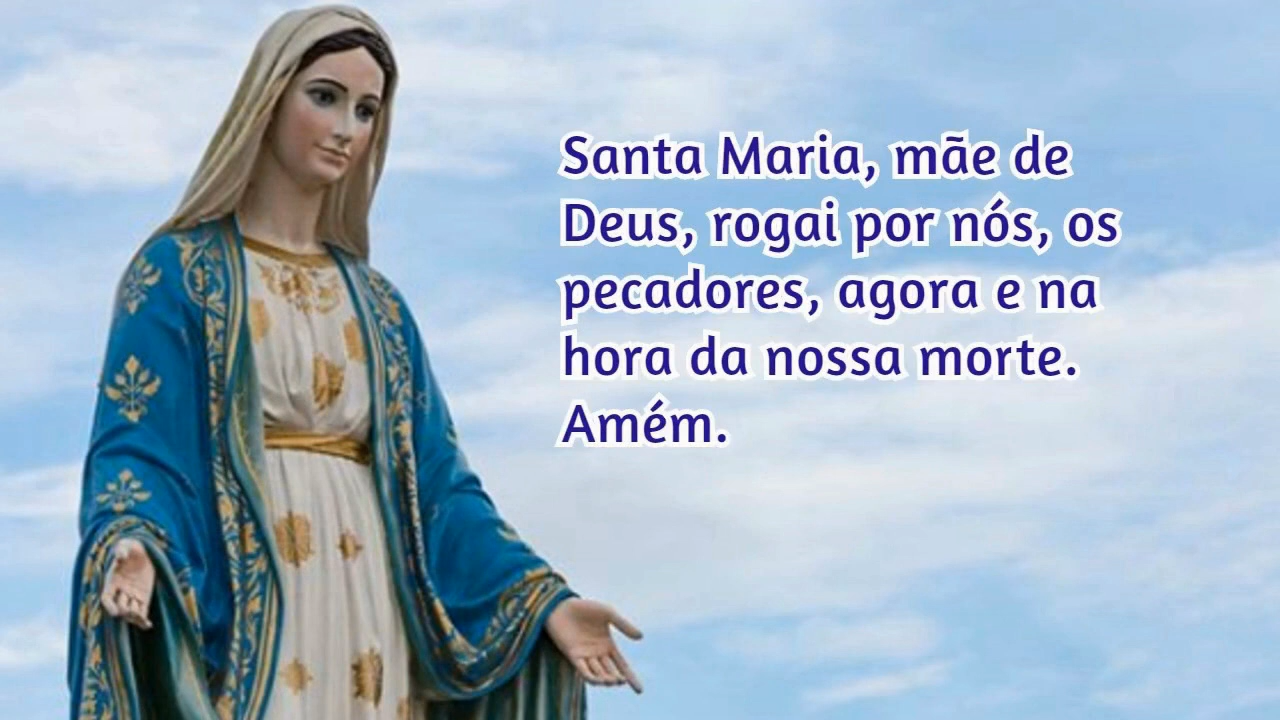 Santa Maria, mãe de
Deus, rogai por nós, os
pecadores, agora e na
hora da nossa morte.
Amém.